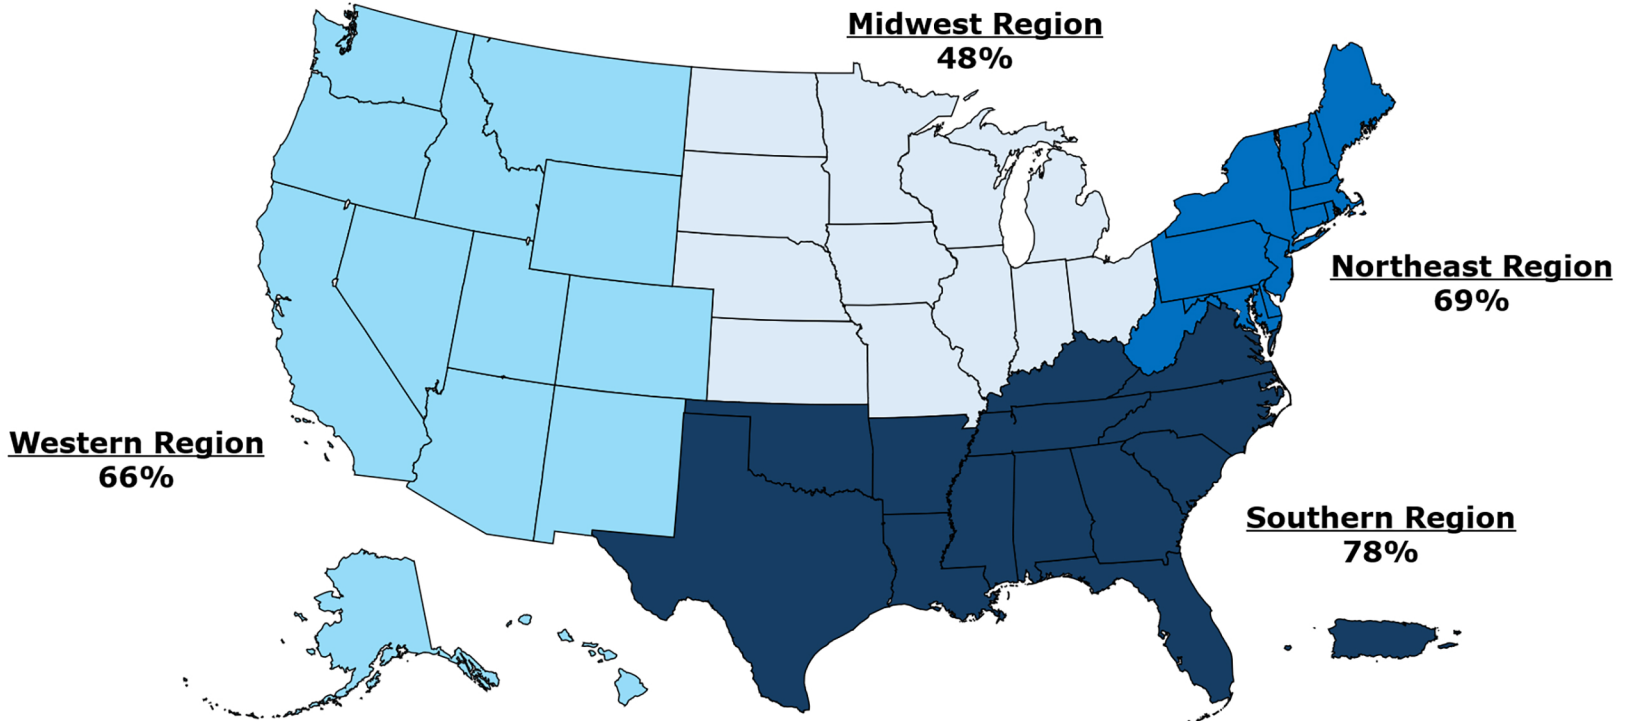 Midwest Region
48%
Northeast Region
69%
Western Region
66%
Southern Region
78%